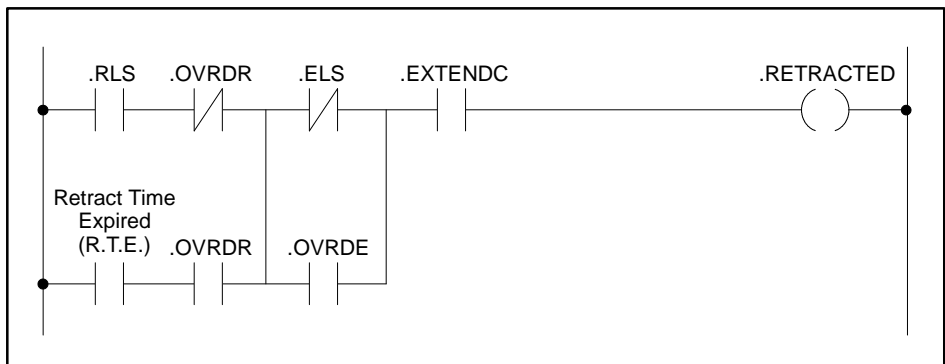 .RLS .OVRDR .ELS .EXTENDC .RETRACTED
Retract Time
Expired
(R.T.E.) .OVRDR .OVRDE